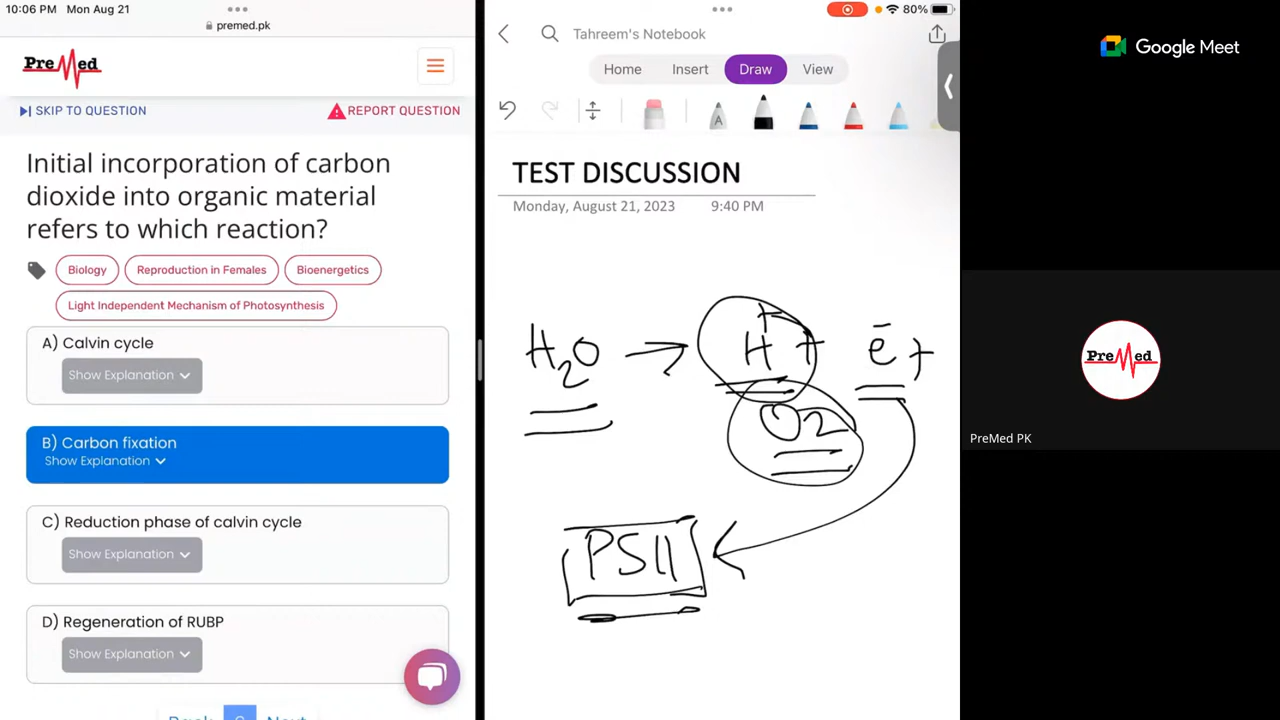 10:06 PM Mon Aug 21
premed.pk
PreMed
SKIP TO QUESTION
REPORT QUESTION
Initial incorporation of carbon
dioxide into organic material
refers to which reaction?
Biology
Reproduction in Females
Bioenergetics
Light Independent Mechanism of Photosynthesis
A) Calvin cycle
Show Explanation
B) Carbon fixation
Show Explanation
C) Reduction phase of calvin cycle
Show Explanation
D) Regeneration of RUBP
Show Explanation
80%
Tahreem's Notebook
Home Insert Draw View
A
TEST DISCUSSION
Monday, August 21, 2023 9:40 PM
H₂O → H⁺ + e⁻ +
O2
PSII
Google Meet
PreMed
PreMed PK